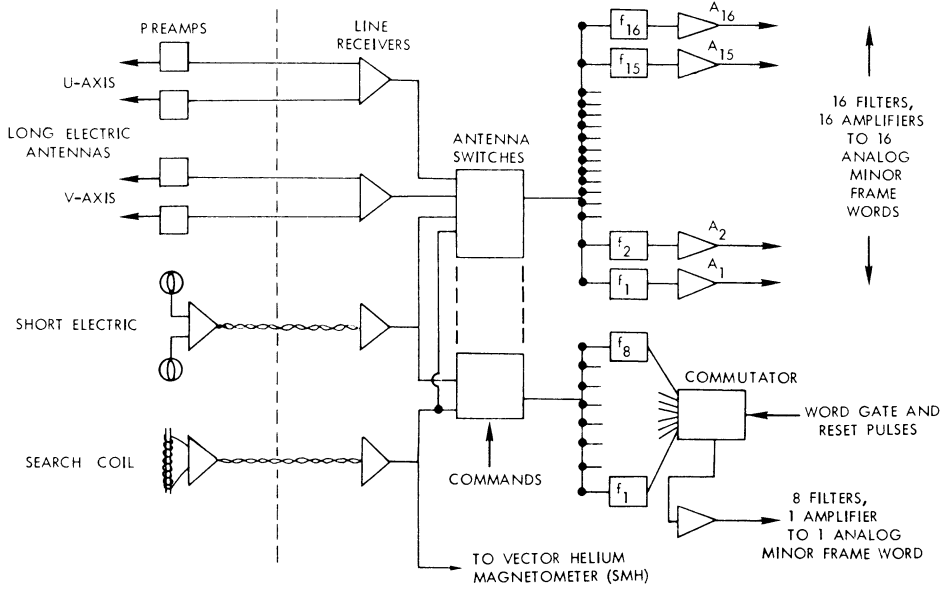 PREAMPS
LINE
RECEIVERS
U-AXIS
LONG ELECTRIC
ANTENNAS
V-AXIS
SHORT ELECTRIC
SEARCH COIL
ANTENNA
SWITCHES
COMMANDS
TO VECTOR HELIUM
MAGNETOMETER (SMH)
f16
A16
f15
A15
f2
A2
f1
A1
16 FILTERS,
16 AMPLIFIERS
TO 16
ANALOG
MINOR
FRAME
WORDS
f8
f1
COMMUTATOR
WORD GATE AND
RESET PULSES
8 FILTERS,
1 AMPLIFIER
TO 1 ANALOG
MINOR FRAME WORD